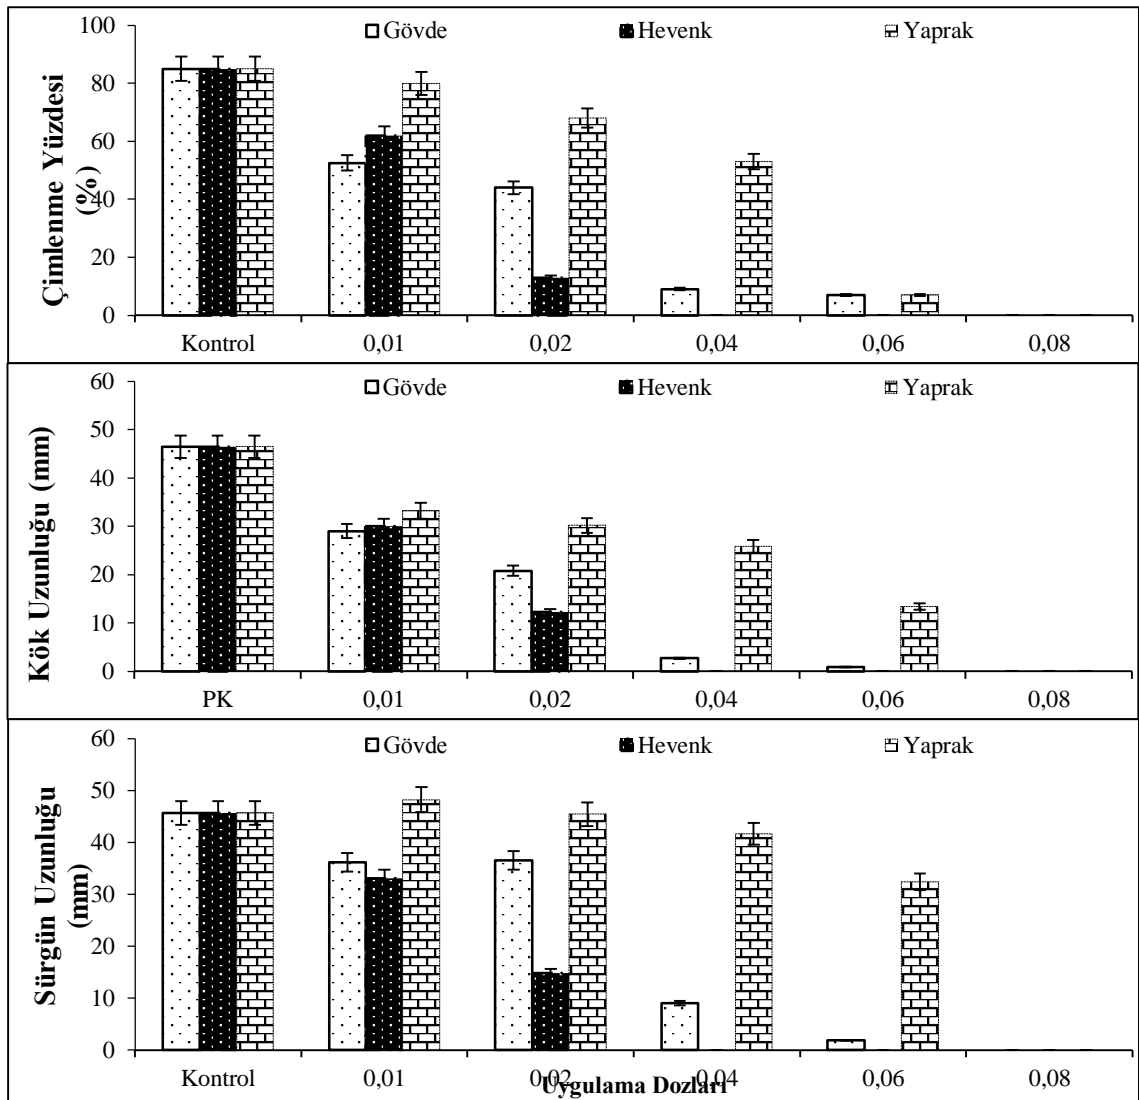 Çimlenme Yüzdesi
(%)
100
80
60
40
20
0
Gövde Hevenk Yaprak
Kontrol 0,01 0,02 0,04 0,06 0,08
Kök Uzunluğu (mm)
60
50
40
30
20
10
0
Gövde Hevenk Yaprak
PK 0,01 0,02 0,04 0,06 0,08
Sürgün Uzunluğu
(mm)
60
50
40
30
20
10
0
Gövde Hevenk Yaprak
Kontrol 0,01 0,02 0,04 0,06 0,08
Uygulama Dozları